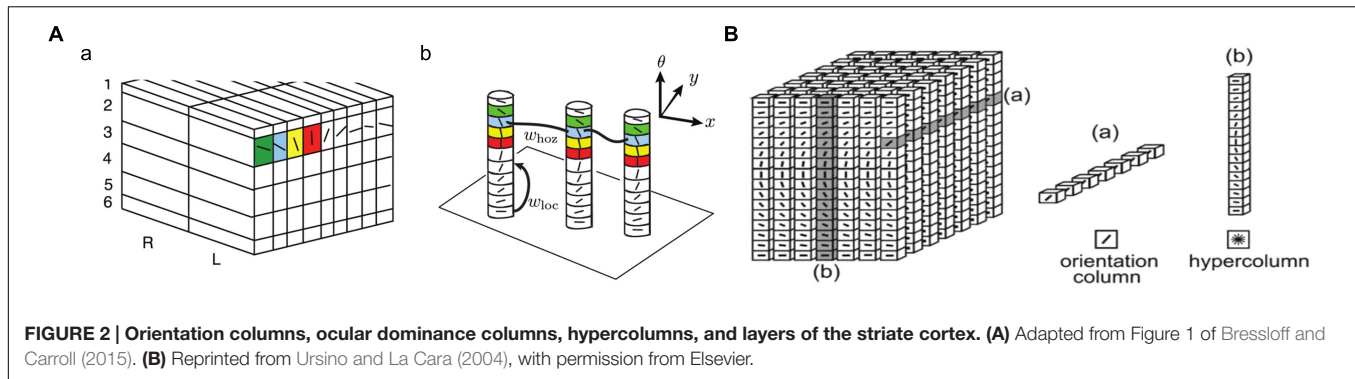 A
a
1
2
3
4
5
6
R
L
b
w_hoz
w_loc
θ
y
x
B
(a)
(b)
(a)
orientation
column
(b)
hypercolumn
FIGURE 2 | Orientation columns, ocular dominance columns, hypercolumns, and layers of the striate cortex. (A) Adapted from Figure 1 of Bressloff and
Carroll (2015). (B) Reprinted from Ursino and La Cara (2004), with permission from Elsevier.